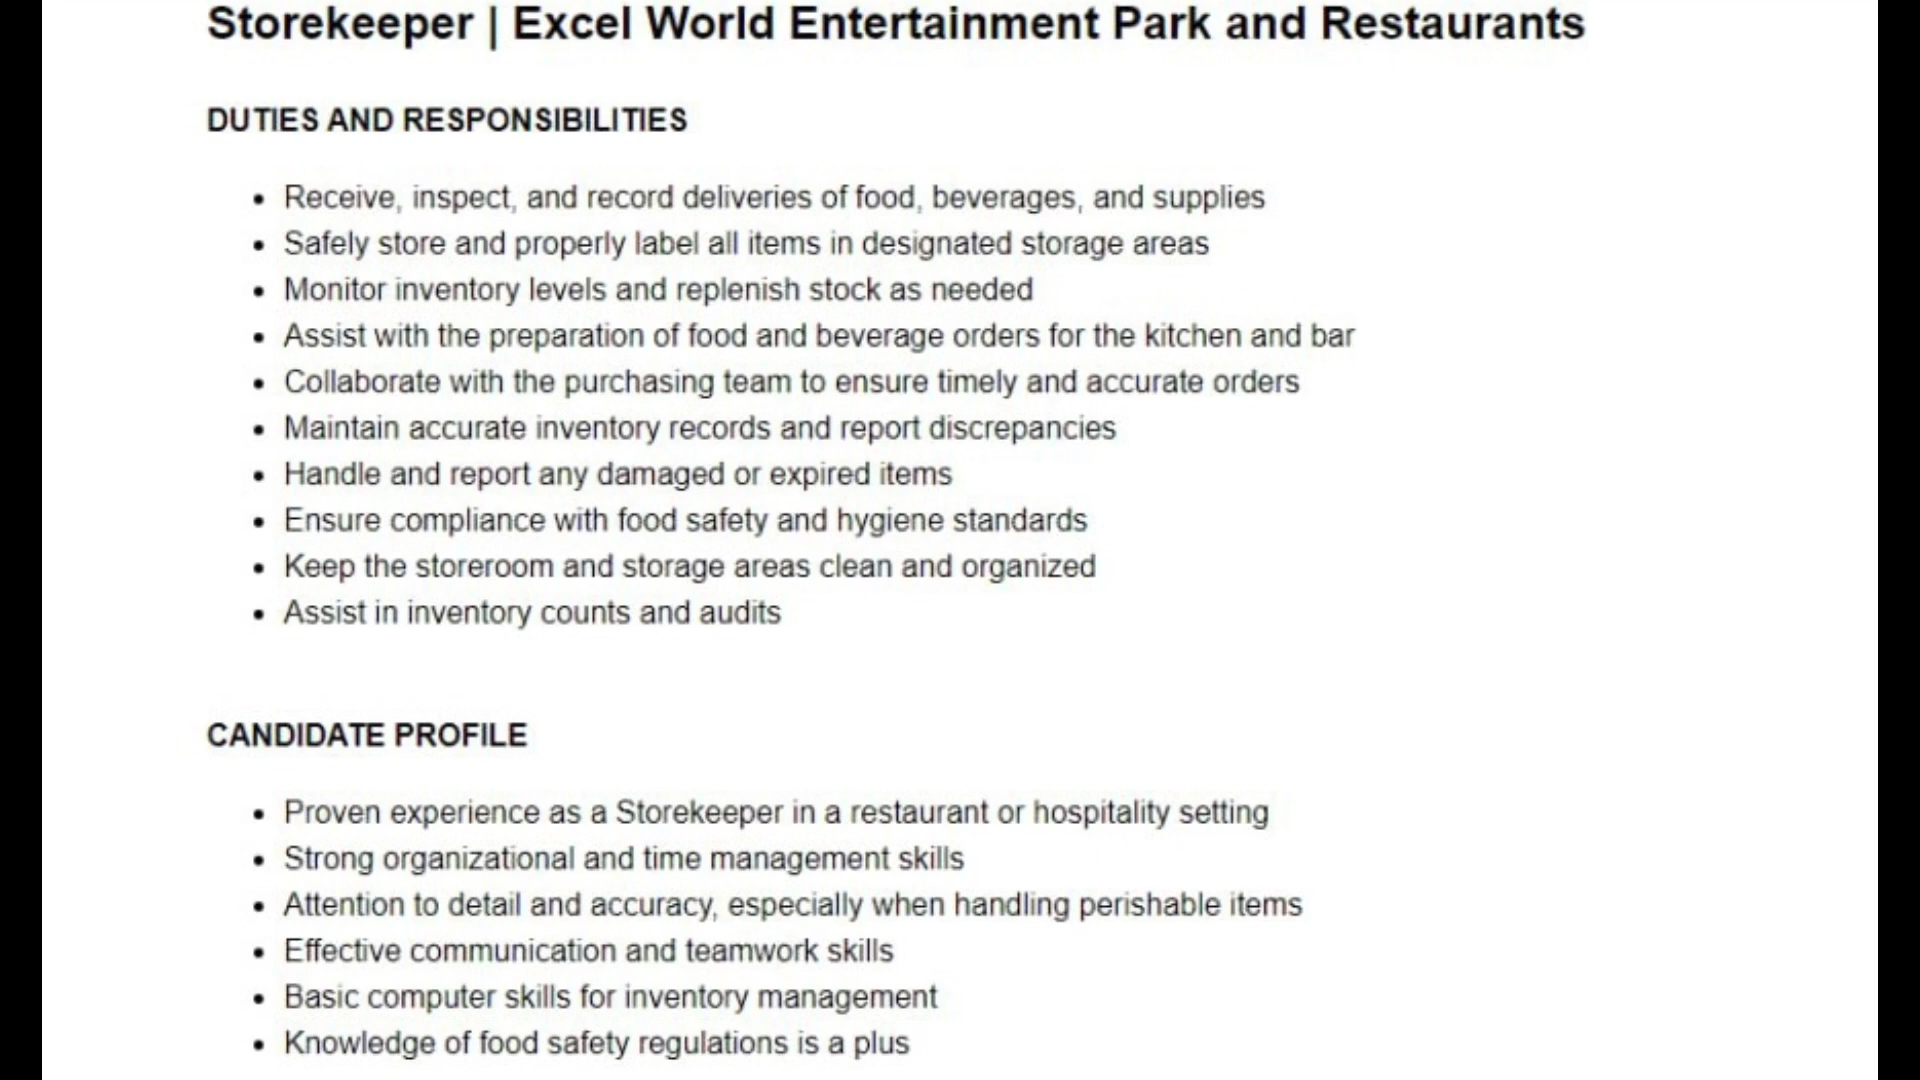 Storekeeper | Excel World Entertainment Park and Restaurants
DUTIES AND RESPONSIBILITIES
• Receive, inspect, and record deliveries of food, beverages, and supplies
• Safely store and properly label all items in designated storage areas
• Monitor inventory levels and replenish stock as needed
• Assist with the preparation of food and beverage orders for the kitchen and bar
• Collaborate with the purchasing team to ensure timely and accurate orders
• Maintain accurate inventory records and report discrepancies
• Handle and report any damaged or expired items
• Ensure compliance with food safety and hygiene standards
• Keep the storeroom and storage areas clean and organized
• Assist in inventory counts and audits
CANDIDATE PROFILE
• Proven experience as a Storekeeper in a restaurant or hospitality setting
• Strong organizational and time management skills
• Attention to detail and accuracy, especially when handling perishable items
• Effective communication and teamwork skills
• Basic computer skills for inventory management
• Knowledge of food safety regulations is a plus